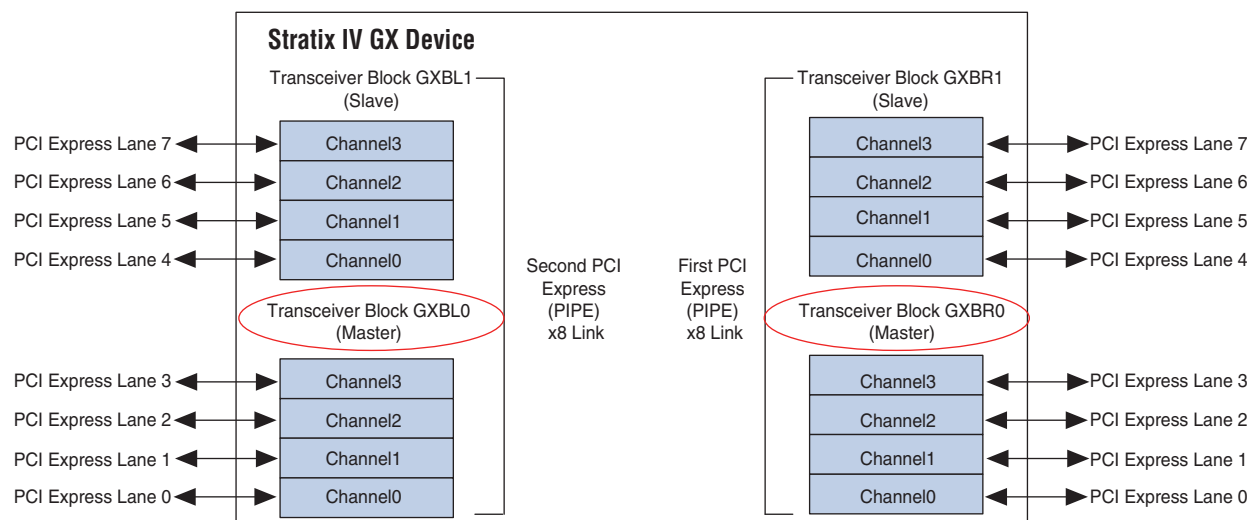 Stratix IV GX Device
Transceiver Block GXBL1
(Slave)
Transceiver Block GXBR1
(Slave)
PCI Express Lane 7
Channel3
Channel3
PCI Express Lane 7
PCI Express Lane 6
Channel2
Channel2
PCI Express Lane 6
PCI Express Lane 5
Channel1
Channel1
PCI Express Lane 5
PCI Express Lane 4
Channel0
Channel0
PCI Express Lane 4
Second PCI
Express
(PIPE)
x8 Link
First PCI
Express
(PIPE)
x8 Link
Transceiver Block GXBL0
(Master)
Transceiver Block GXBR0
(Master)
PCI Express Lane 3
Channel3
Channel3
PCI Express Lane 3
PCI Express Lane 2
Channel2
Channel2
PCI Express Lane 2
PCI Express Lane 1
Channel1
Channel1
PCI Express Lane 1
PCI Express Lane 0
Channel0
Channel0
PCI Express Lane 0